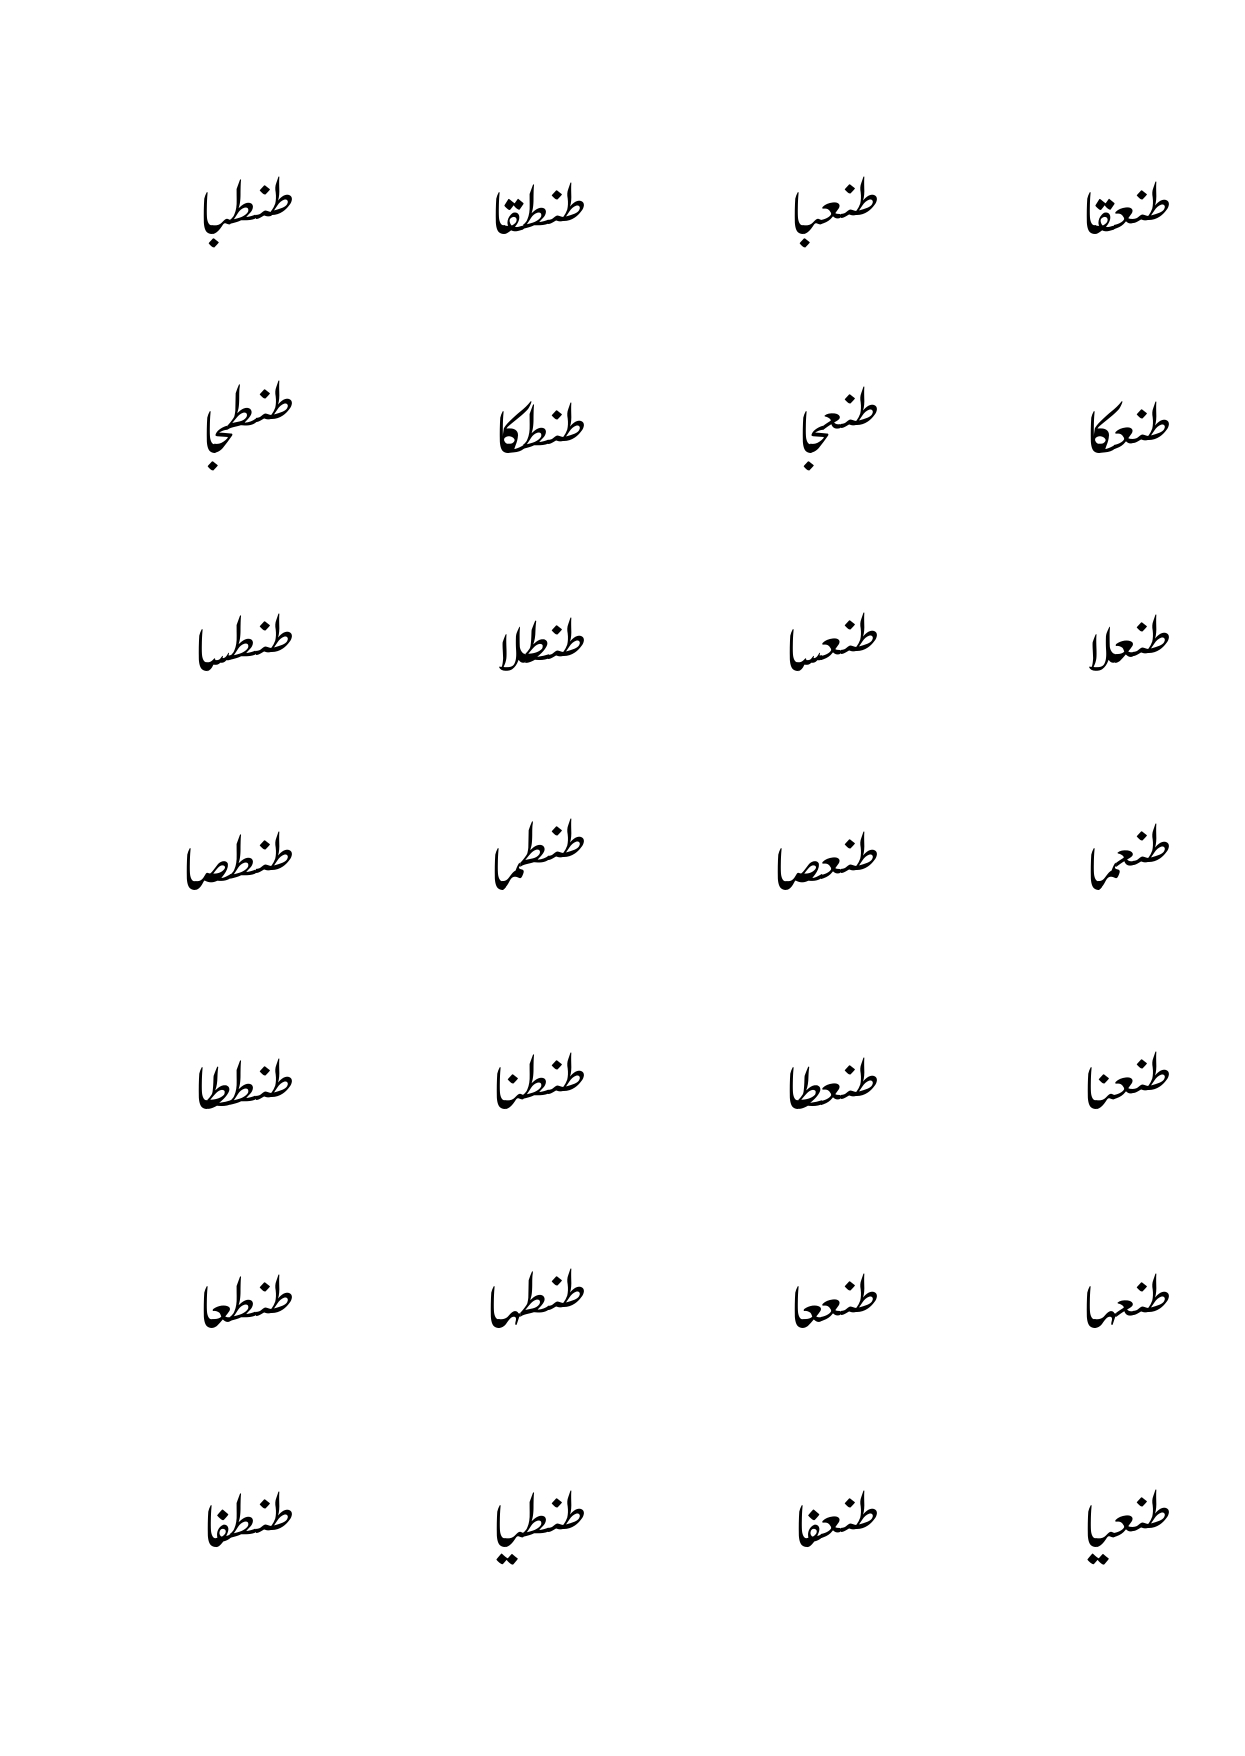 طنعقا طنعبا طنطقا طنطبا
طنعكا طنعجا طنطكا طنطجا
طنعلا طنعسا طنطلا طنطسا
طنعما طنعصا طنطما طنطصا
طنعنا طنعطا طنطنا طنططا
طنعها طنععا طنطها طنطعا
طنعيا طنعفا طنطيا طنطفا